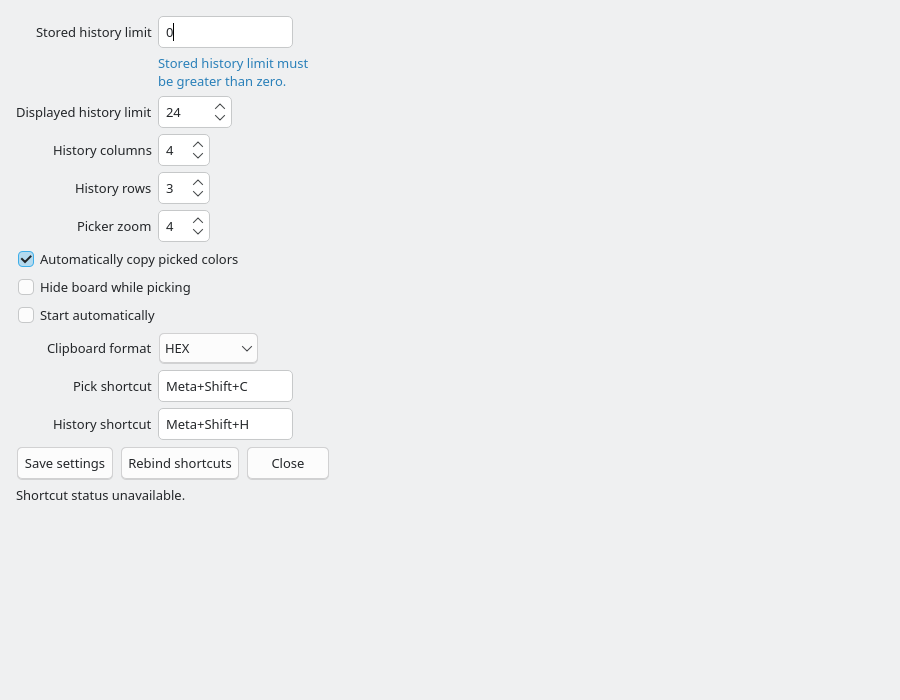 Stored history limit 0
Stored history limit must
be greater than zero.
Displayed history limit 24
History columns 4
History rows 3
Picker zoom 4
Automatically copy picked colors
Hide board while picking
Start automatically
Clipboard format HEX
Pick shortcut Meta+Shift+C
History shortcut Meta+Shift+H
Save settings Rebind shortcuts Close
Shortcut status unavailable.